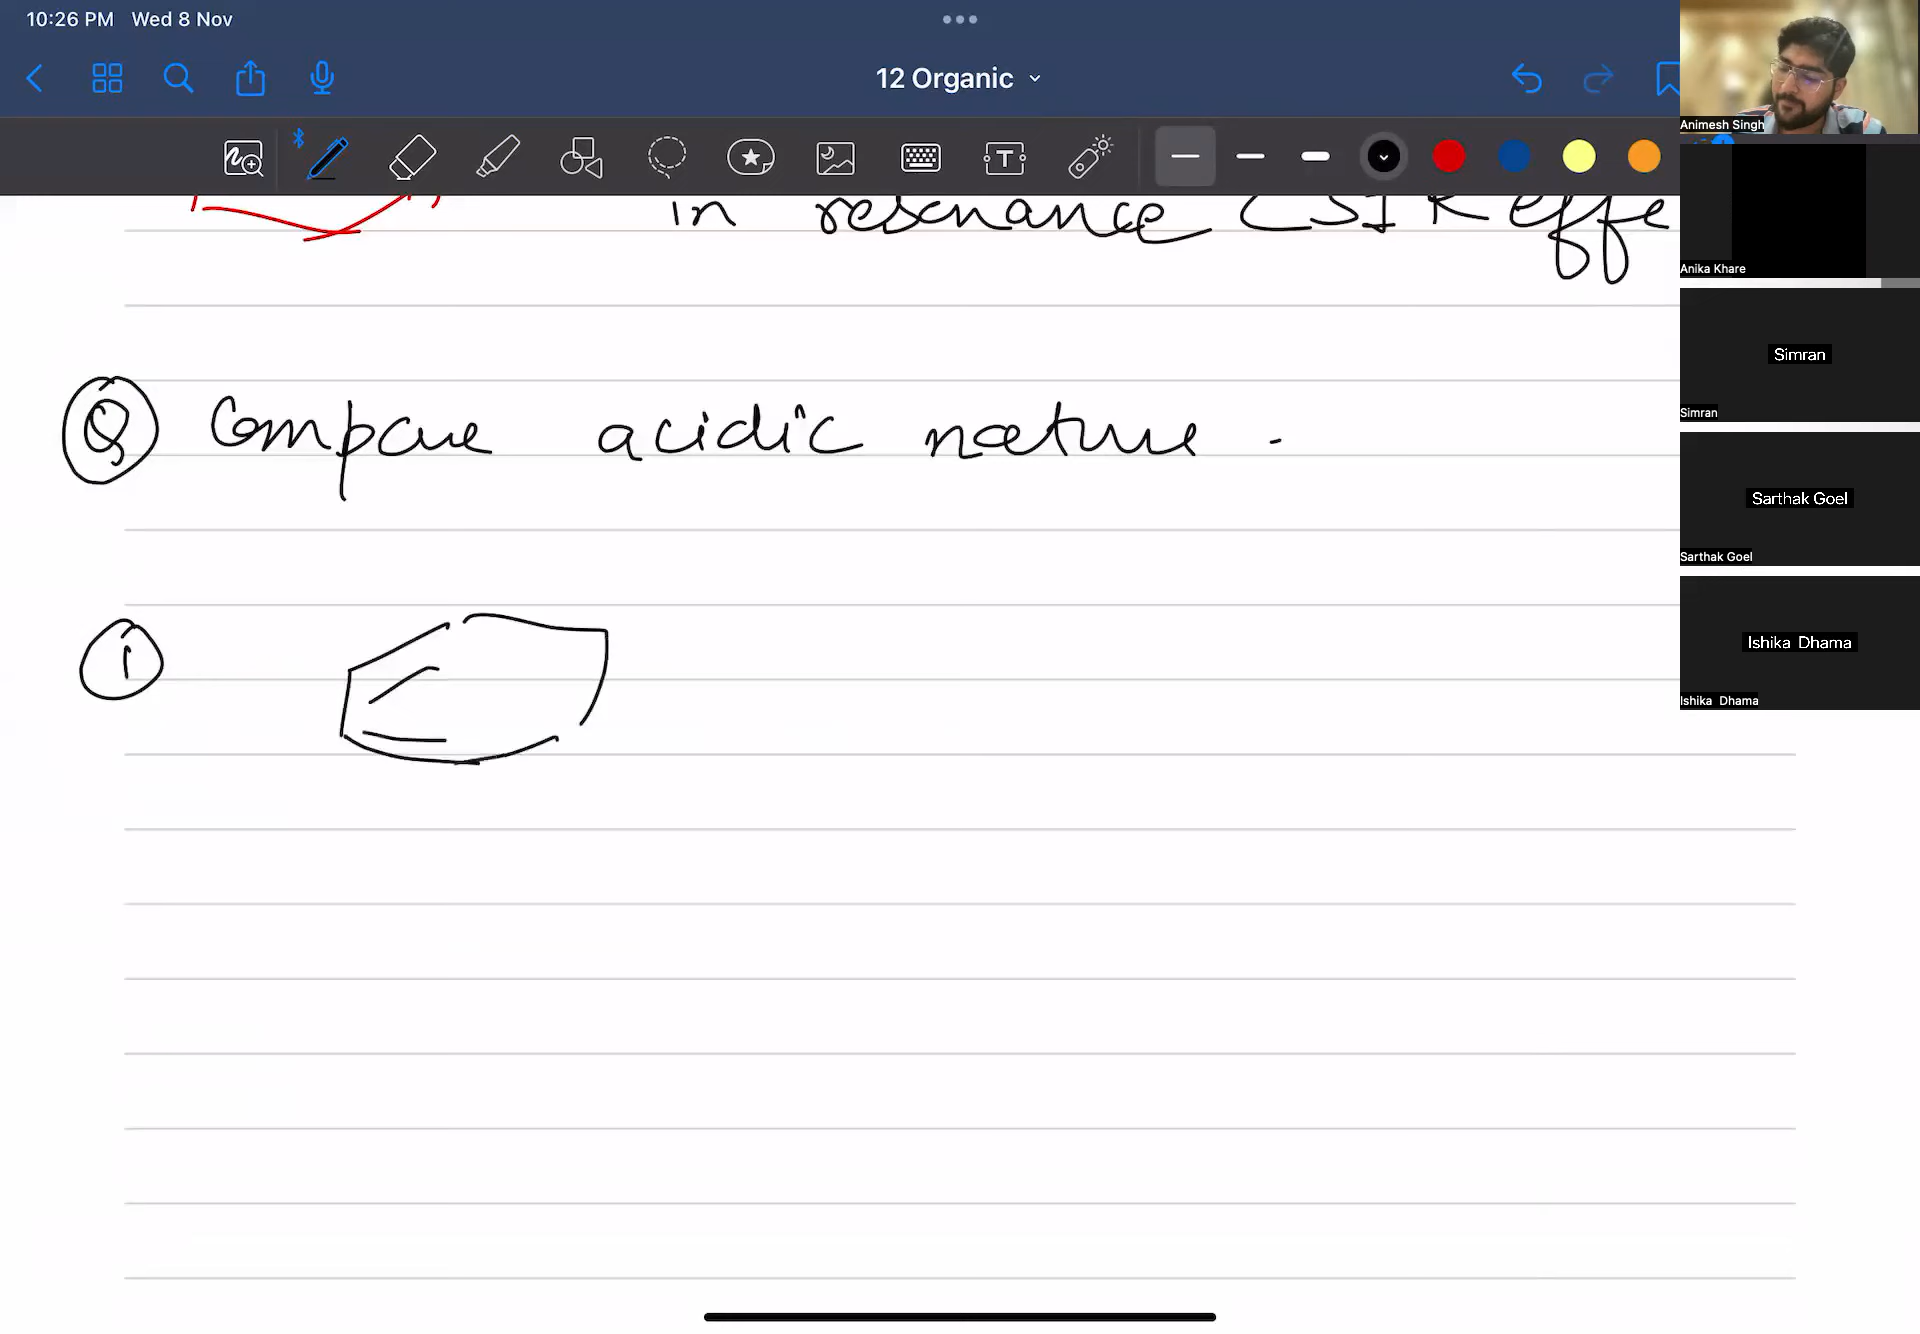 10:26 PM Wed 8 Nov
12 Organic
Animesh Singh
in resonance (SIR effe
Anika Khare
Simran
Simran
Q Compare acidic nature .
Sarthak Goel
Sarthak Goel
1
Ishika Dhama
Ishika Dhama